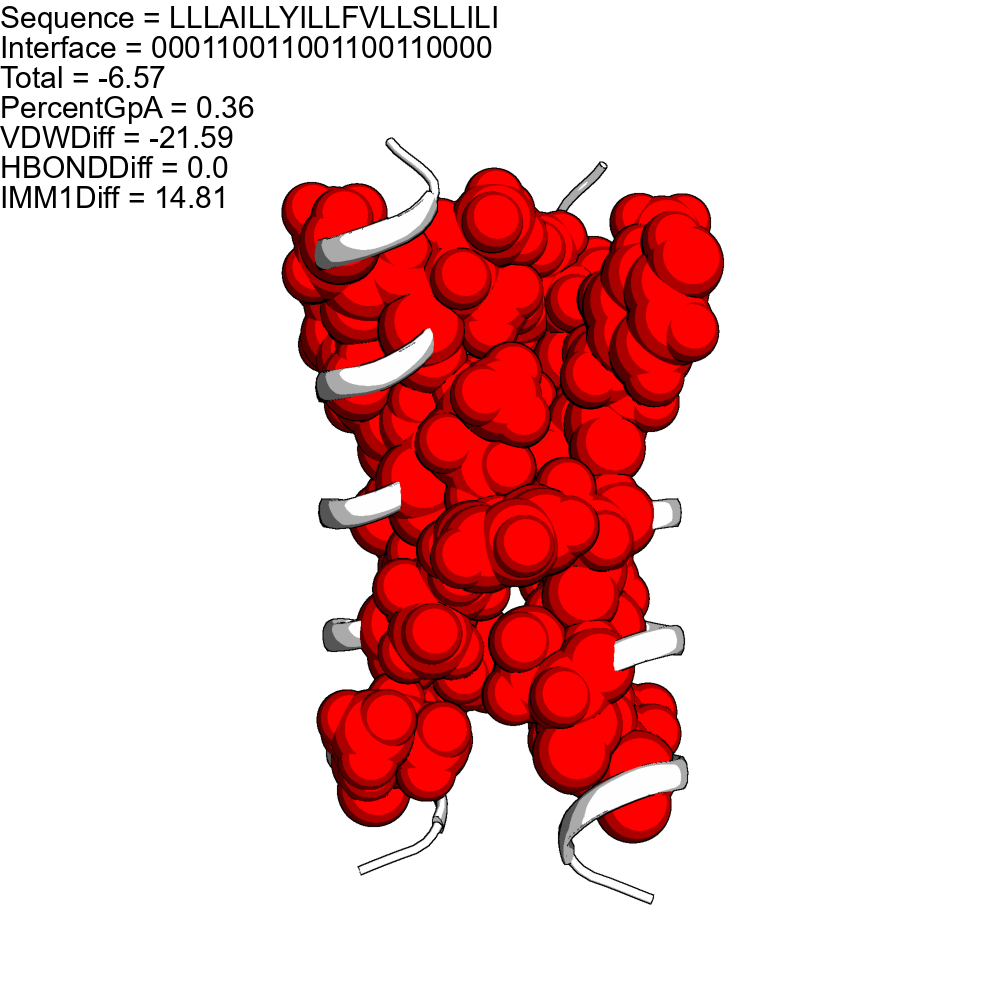 Sequence = LLLAILLYILLFVLLSLLILI
Interface = 000110011001100110000
Total = -6.57
PercentGpA = 0.36
VDWDiff = -21.59
HBONDDiff = 0.0
IMM1Diff = 14.81